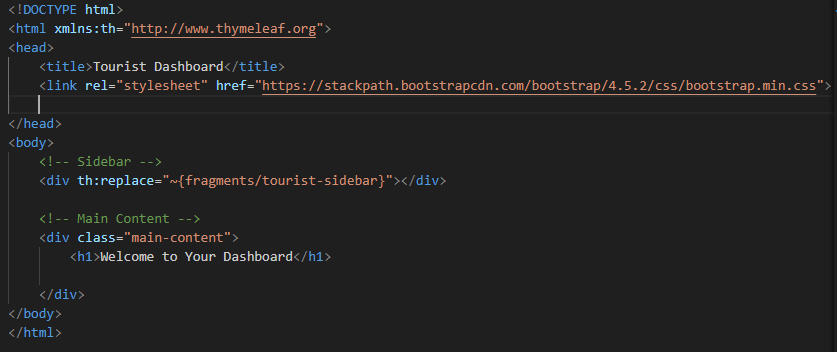 <!DOCTYPE html>
<html xmlns:th="http://www.thymeleaf.org">
<head>
    <title>Tourist Dashboard</title>
    <link rel="stylesheet" href="https://stackpath.bootstrapcdn.com/bootstrap/4.5.2/css/bootstrap.min.css">
</head>
<body>
    <!-- Sidebar -->
    <div th:replace="~{fragments/tourist-sidebar}"></div>
    <!-- Main Content -->
    <div class="main-content">
        <h1>Welcome to Your Dashboard</h1>
    </div>
</body>
</html>